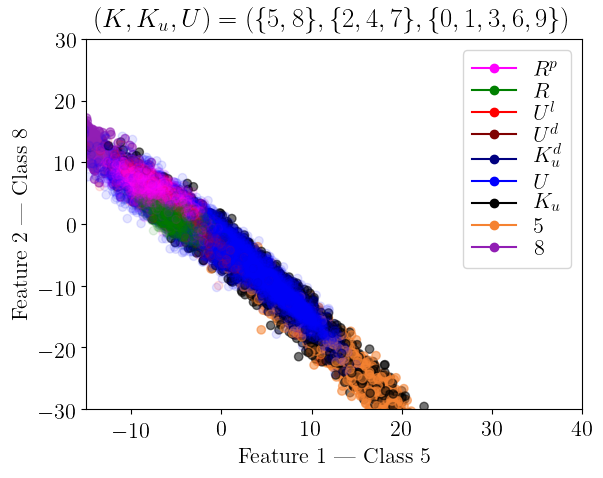 (K, K_u, U) = ({5, 8}, {2, 4, 7}, {0, 1, 3, 6, 9})
30
20
10
0
−10
−20
−30
−10
0
10
20
30
40
Feature 1 — Class 5
Feature 2 — Class 8
R^p
R
U^l
U^d
K_u^d
U
K_u
5
8